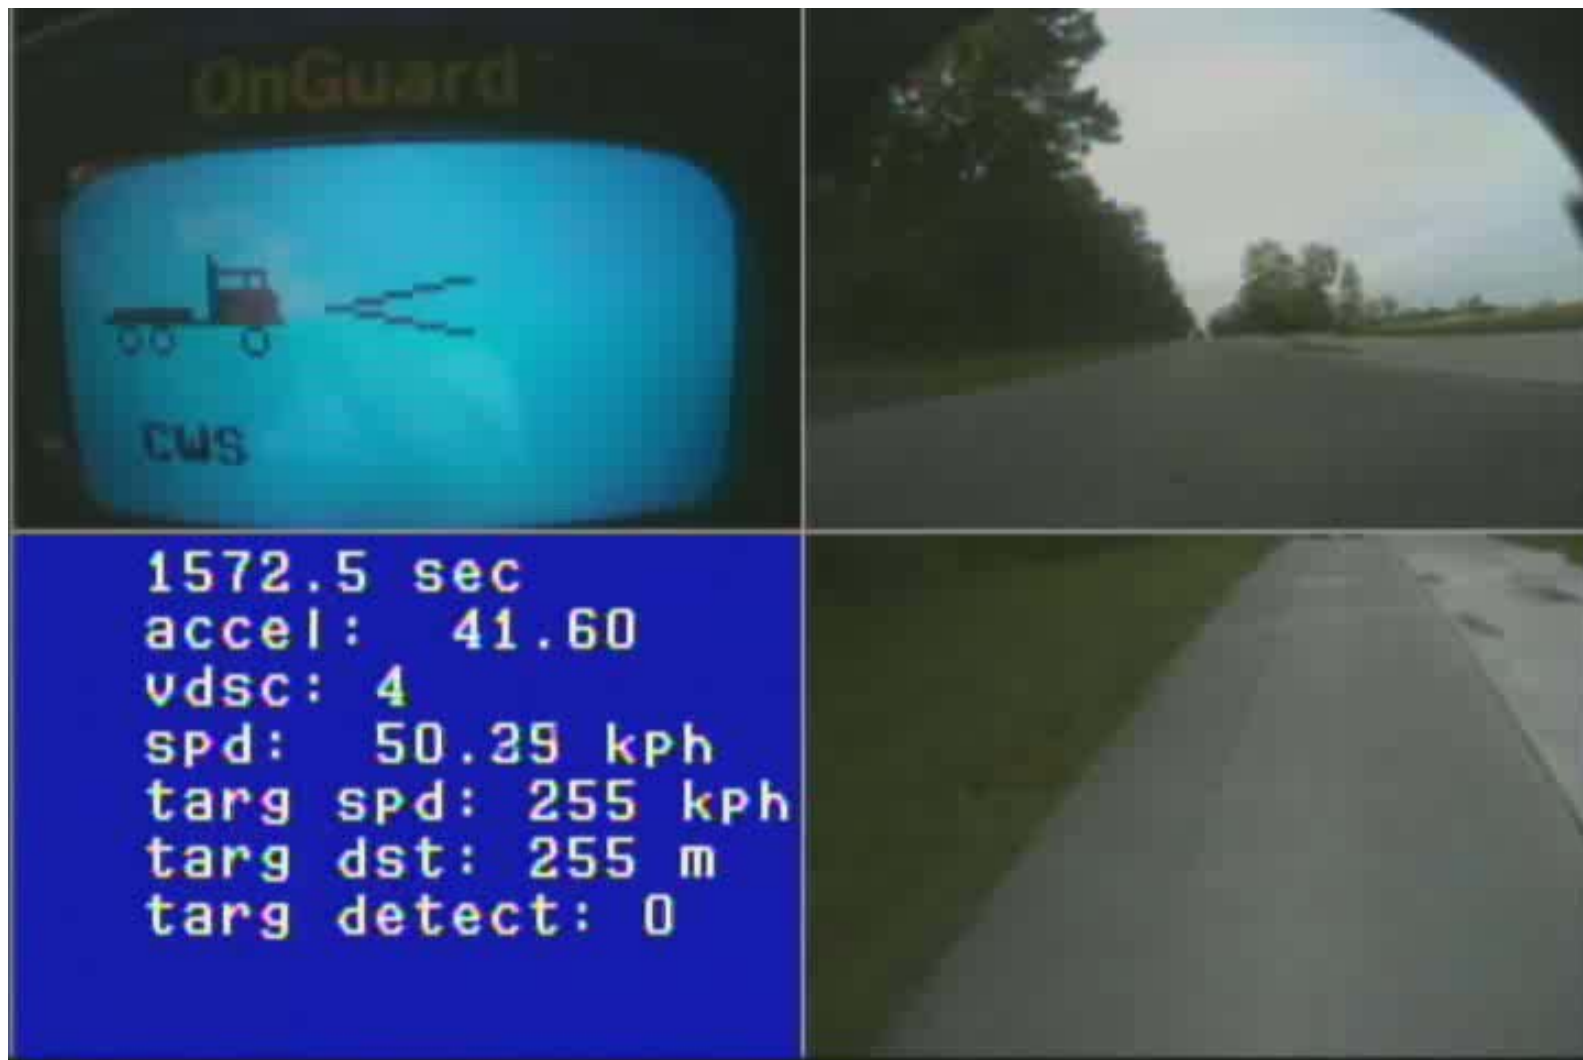 OnGuard
CWS
1572.5 sec
accel: 41.60
vdsc: 4
spd: 50.39 kph
targ spd: 255 kph
targ dst: 255 m
targ detect: 0